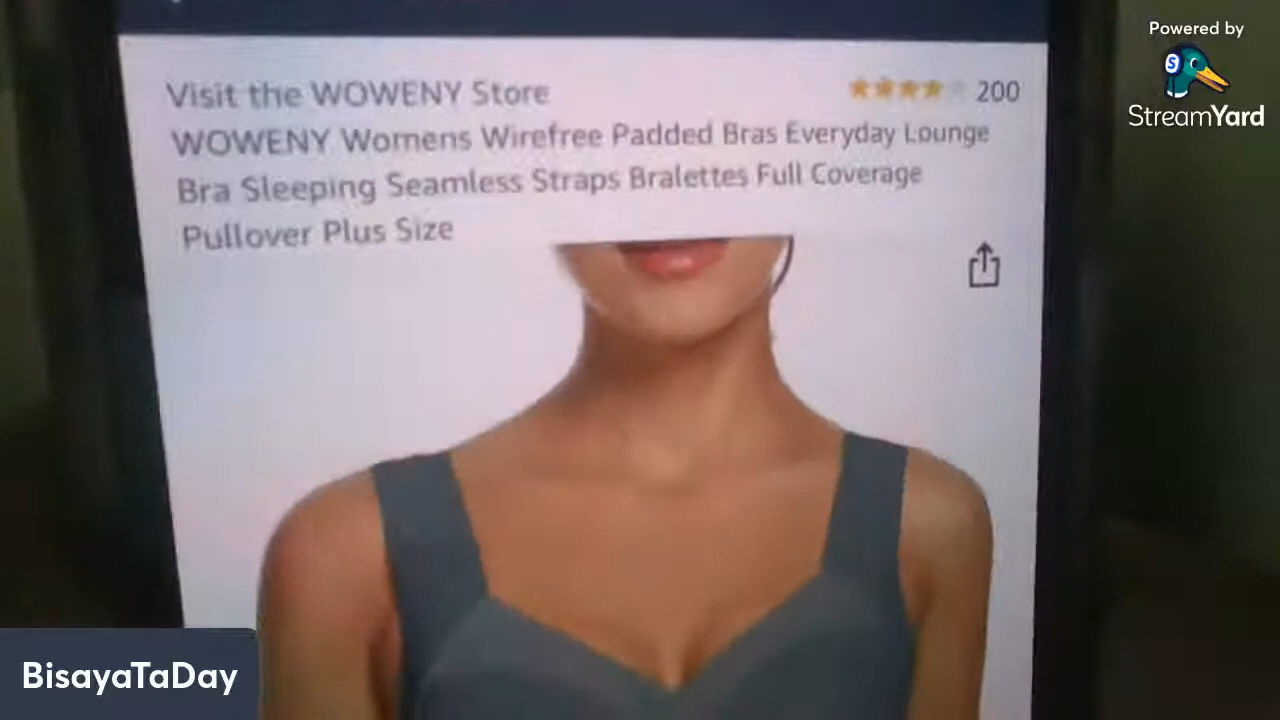 Powered by
StreamYard
Visit the WOWENY Store
200
WOWENY Womens Wirefree Padded Bras Everyday Lounge
Bra Sleeping Seamless Straps Bralettes Full Coverage
Pullover Plus Size
BisayaTaDay